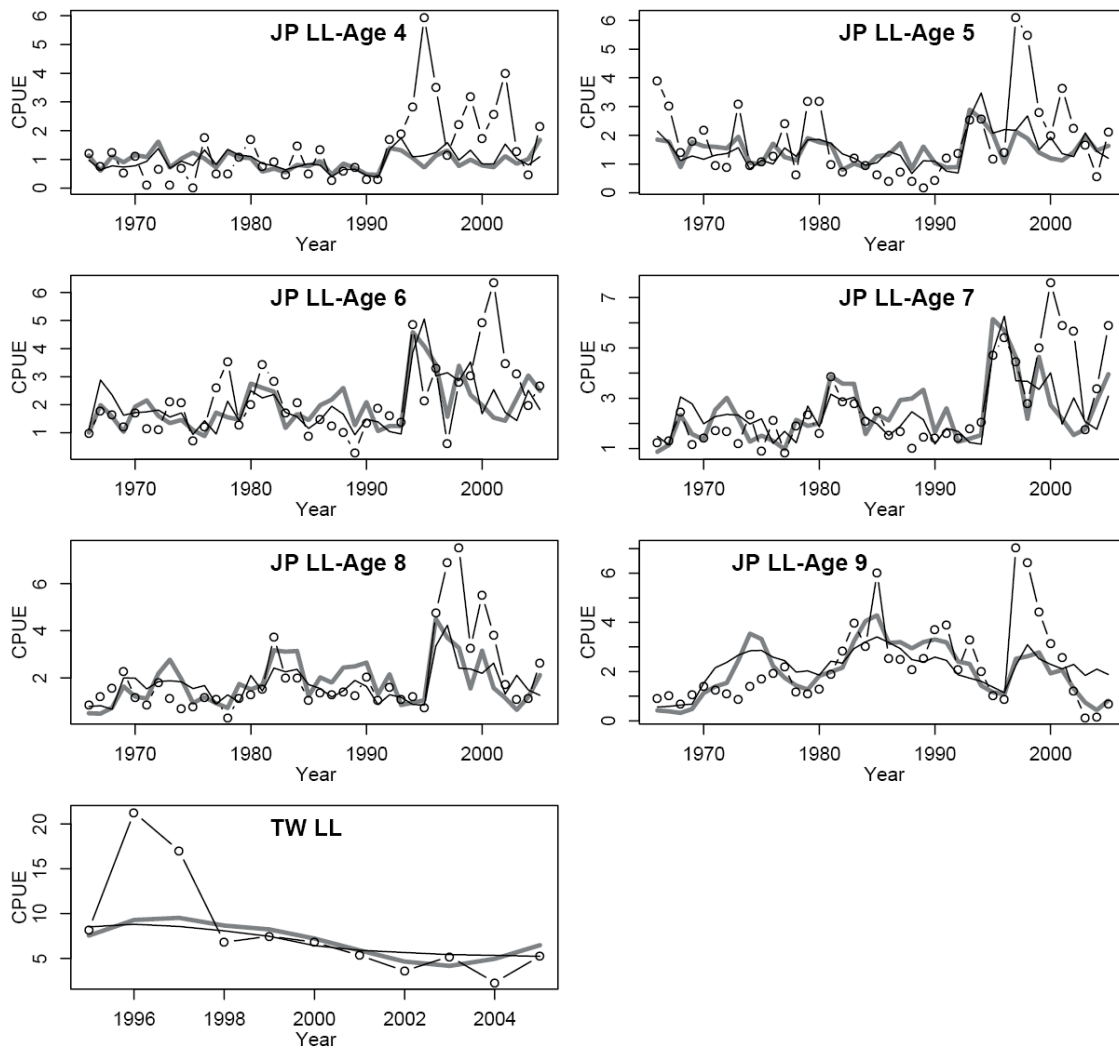 JP LL-Age 4
CPUE
0 1 2 3 4 5 6
1970 1980 1990 2000
Year
JP LL-Age 5
CPUE
0 1 2 3 4 5 6
1970 1980 1990 2000
Year
JP LL-Age 6
CPUE
1 2 3 4 5 6
1970 1980 1990 2000
Year
JP LL-Age 7
CPUE
1 3 5 7
1970 1980 1990 2000
Year
JP LL-Age 8
CPUE
2 4 6
1970 1980 1990 2000
Year
JP LL-Age 9
CPUE
0 2 4 6
1970 1980 1990 2000
Year
TW LL
CPUE
5 10 15 20
1996 1998 2000 2002 2004
Year